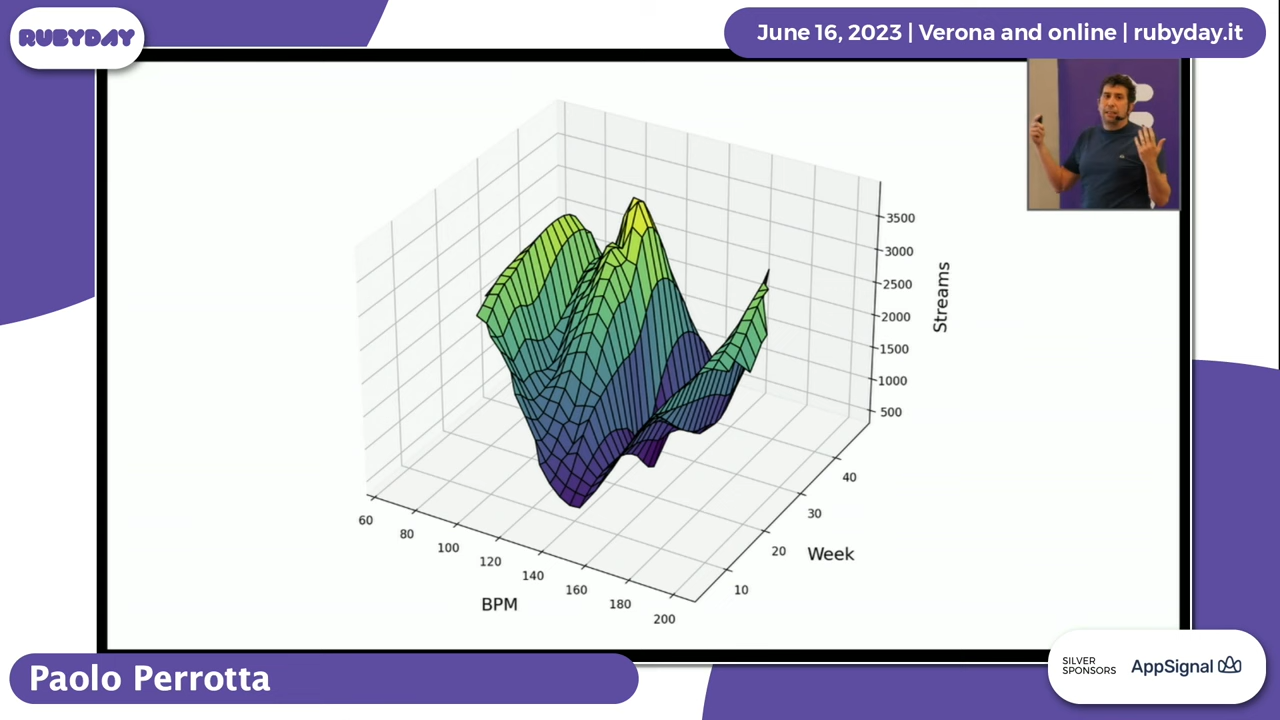 RUBYDAY
June 16, 2023 | Verona and online | rubyday.it
3500
3000
2500
2000
1500
1000
500
Streams
40
30
20
10
Week
60
80
100
120
140
160
180
200
BPM
Paolo Perrotta
SILVER
SPONSORS
AppSignal